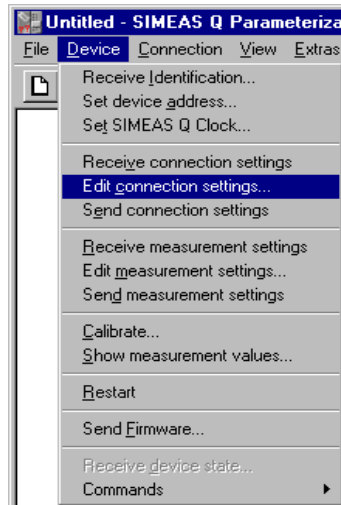 Untitled - SIMEAS Q Parameteriza
File Device Connection View Extras
Receive Identification...
Set device address...
Set SIMEAS Q Clock...
Receive connection settings
Edit connection settings...
Send connection settings
Receive measurement settings
Edit measurement settings...
Send measurement settings
Calibrate...
Show measurement values...
Restart
Send Firmware...
Receive device state...
Commands